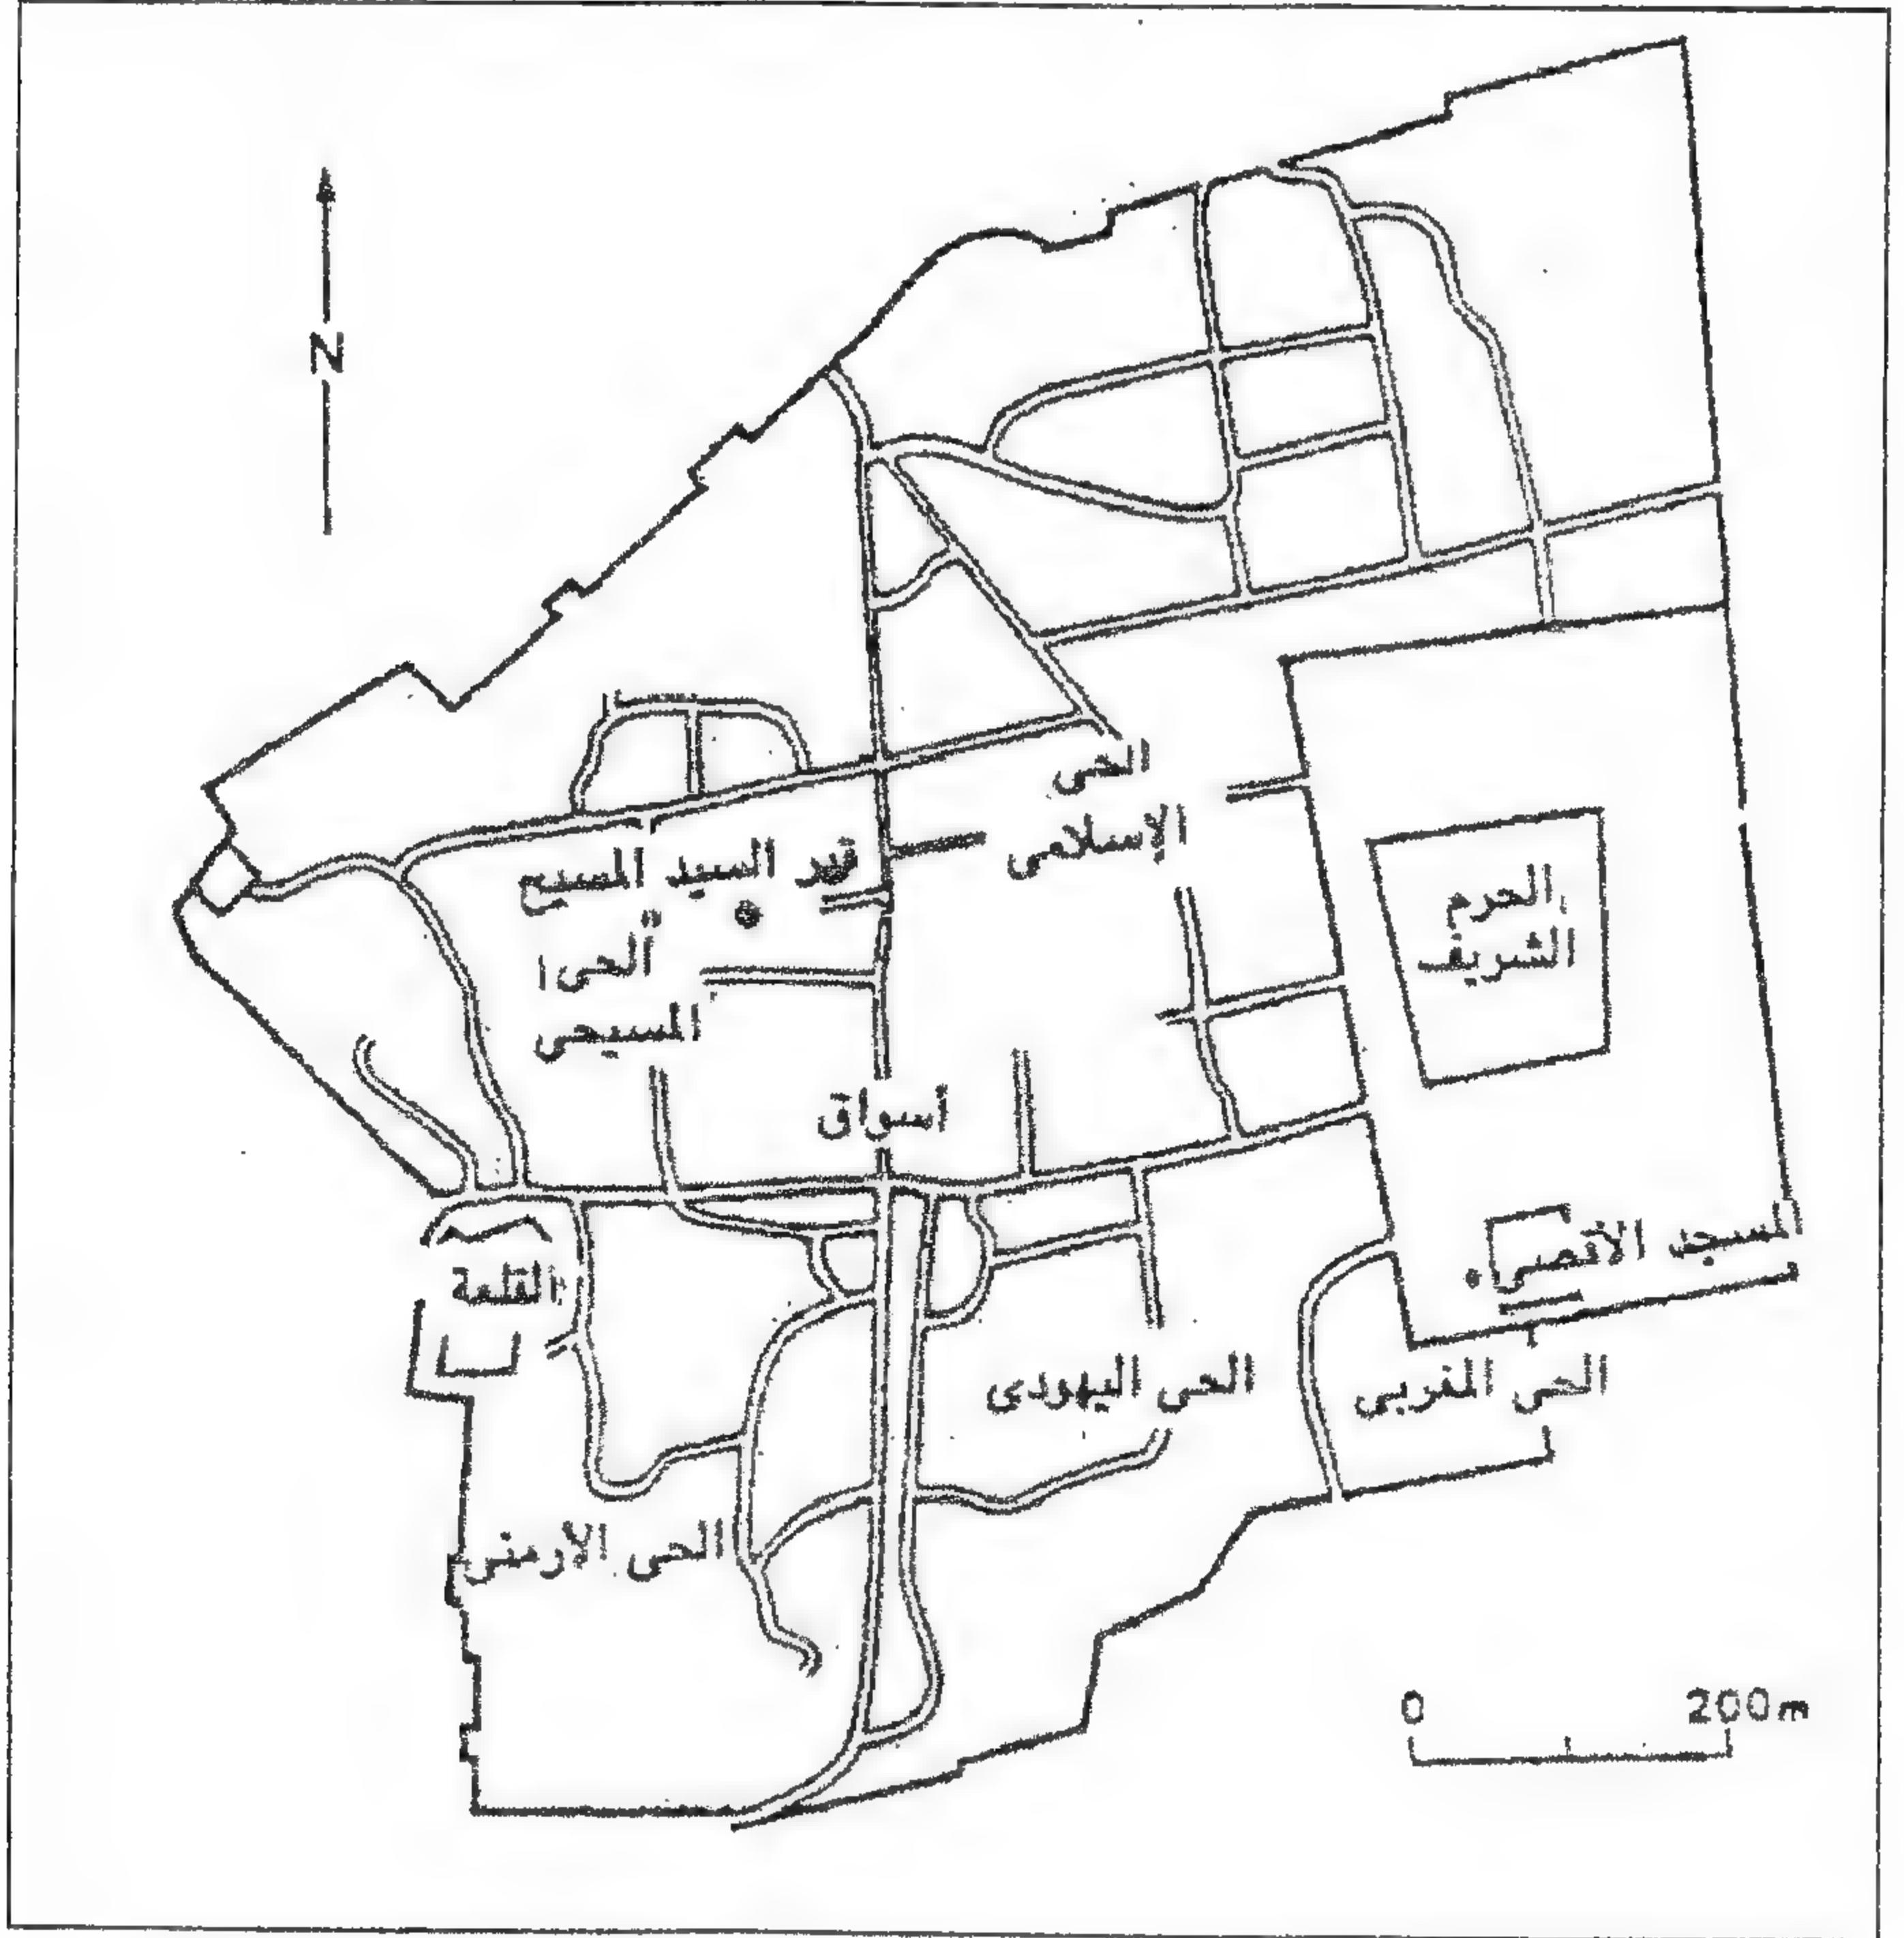 N
الحى
الإسلامى
قبر السيد المسيح
الحى
المسيحى
الحرم
الشريف
أسواق
القلعة
المسجد الأقصى
الحى اليهودى
الحى المغربى
الحى الأرمنى
0 200m